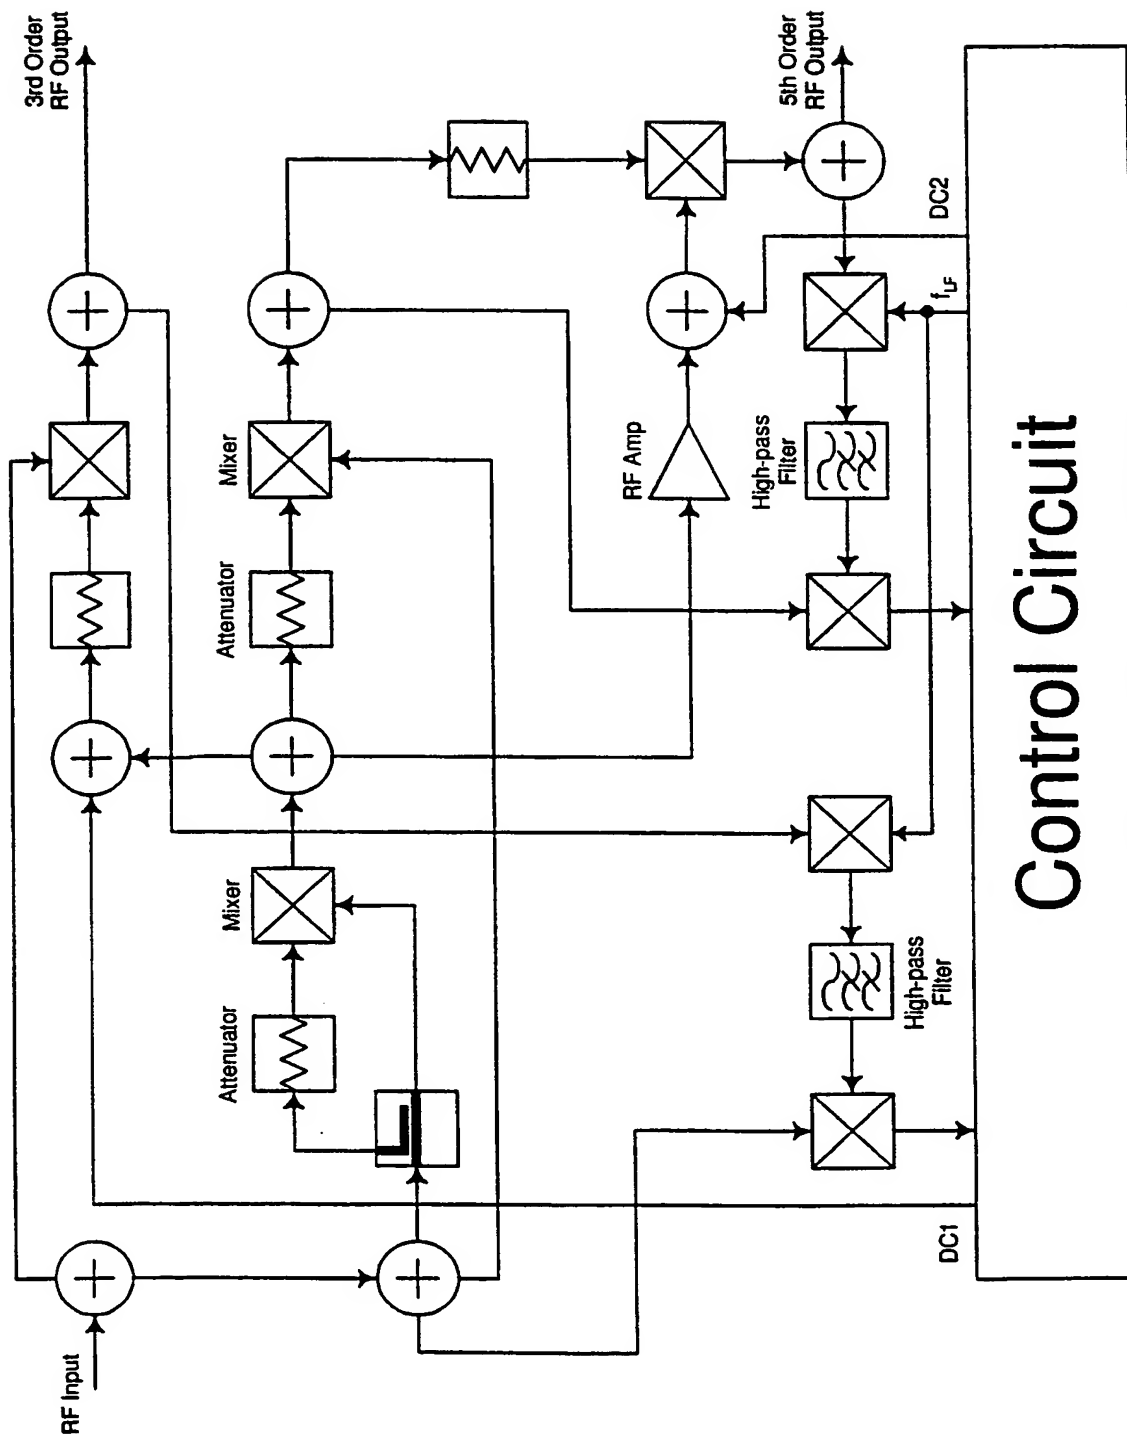 3rd Order
RF Output
5th Order
RF Output
Mixer
RF Amp
High-pass
Filter
DC2
fLF
Attenuator
Mixer
Attenuator
High-pass
Filter
DC1
RF Input
Control Circuit